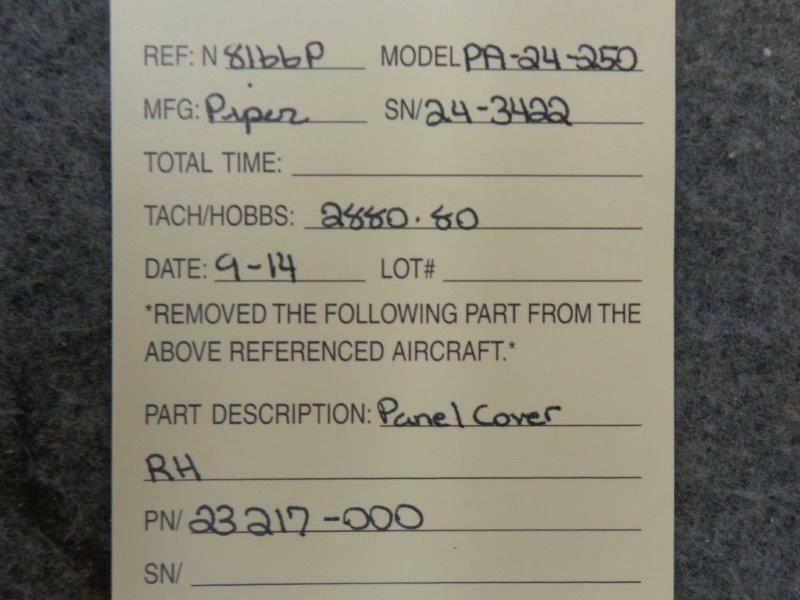 REF: N 8166P MODEL PA-24-250
MFG: Piper SN/ 24-3422
TOTAL TIME:
TACH/HOBBS: 2880.80
DATE: 9-14 LOT#
*REMOVED THE FOLLOWING PART FROM THE
ABOVE REFERENCED AIRCRAFT.*
PART DESCRIPTION: Panel Cover
RH
PN/ 23217-000
SN/